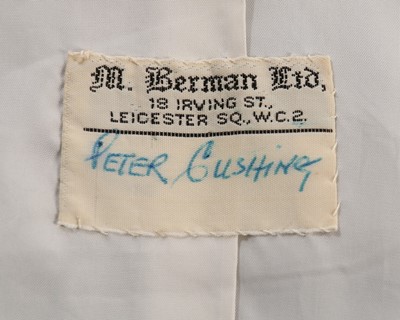 M. Berman Ltd,
18 IRVING ST.,
LEICESTER SQ., W.C.2.
PETER CUSHING